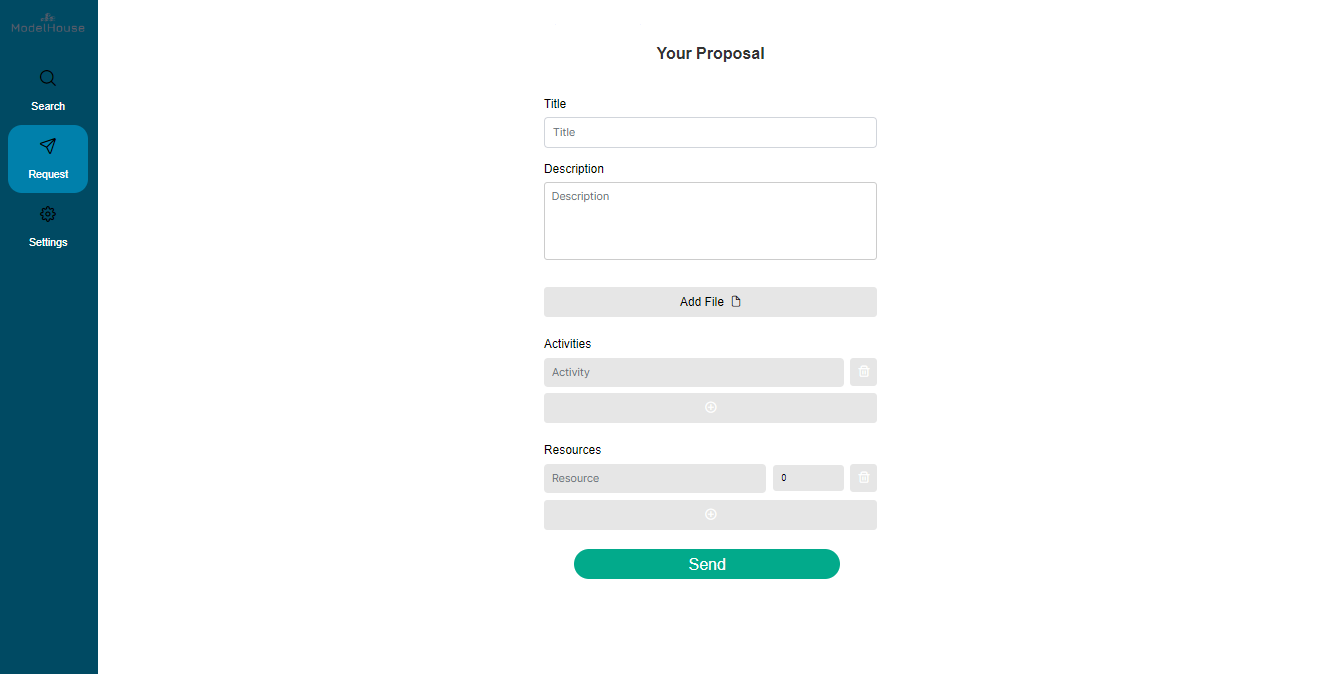 ModelHouse
Search
Request
Settings
Your Proposal
Title
Title
Description
Description
Add File
Activities
Activity
Resources
Resource 0
Send